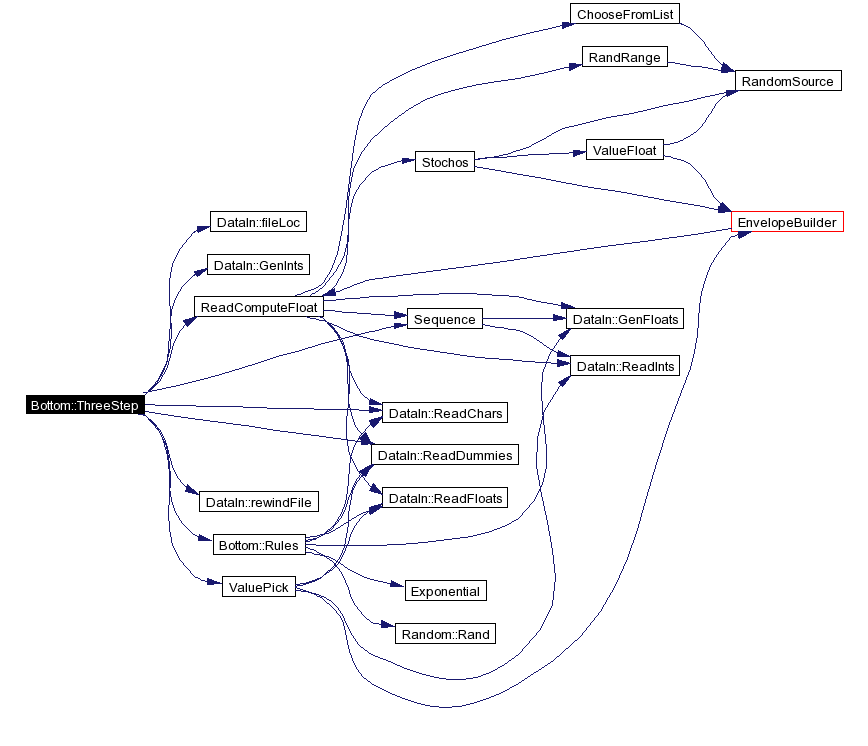 ChooseFromList
RandRange
RandomSource
ValueFloat
Stochos
DataIn::fileLoc
EnvelopeBuilder
DataIn::GenInts
ReadComputeFloat
Sequence
DataIn::GenFloats
DataIn::ReadInts
Bottom::ThreeStep
DataIn::ReadChars
DataIn::ReadDummies
DataIn::ReadFloats
DataIn::rewindFile
Bottom::Rules
ValuePick
Exponential
Random::Rand